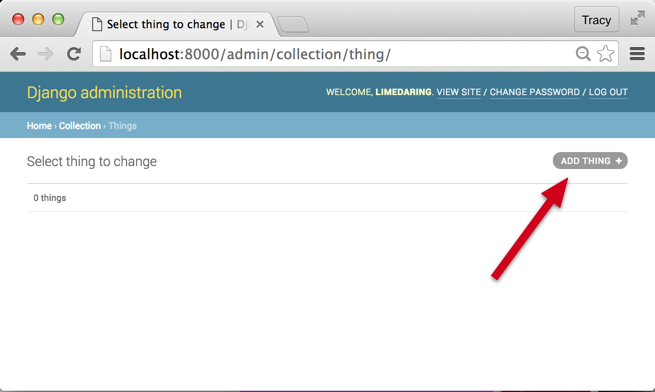 Select thing to change | Dj
Tracy
localhost:8000/admin/collection/thing/
Django administration
WELCOME, LIMEDARING. VIEW SITE / CHANGE PASSWORD / LOG OUT
Home › Collection › Things
Select thing to change
ADD THING +
0 things